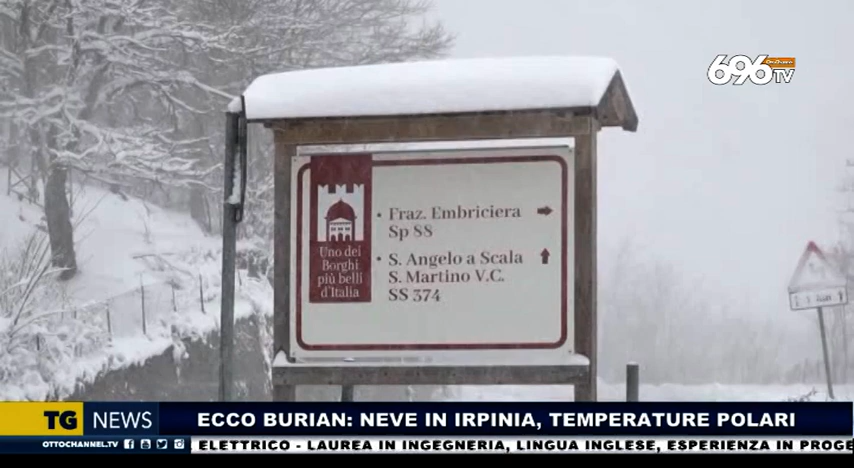 696
TV
Fraz. Embriciera
Sp 88
S. Angelo a Scala
S. Martino V.C.
SS 374
Uno dei
Borghi
più belli
d'Italia
TG NEWS
ECCO BURIAN: NEVE IN IRPINIA, TEMPERATURE POLARI
OTTOCHANNEL.TV
ELETTRICO - LAUREA IN INGEGNERIA, LINGUA INGLESE, ESPERIENZA IN PROGE